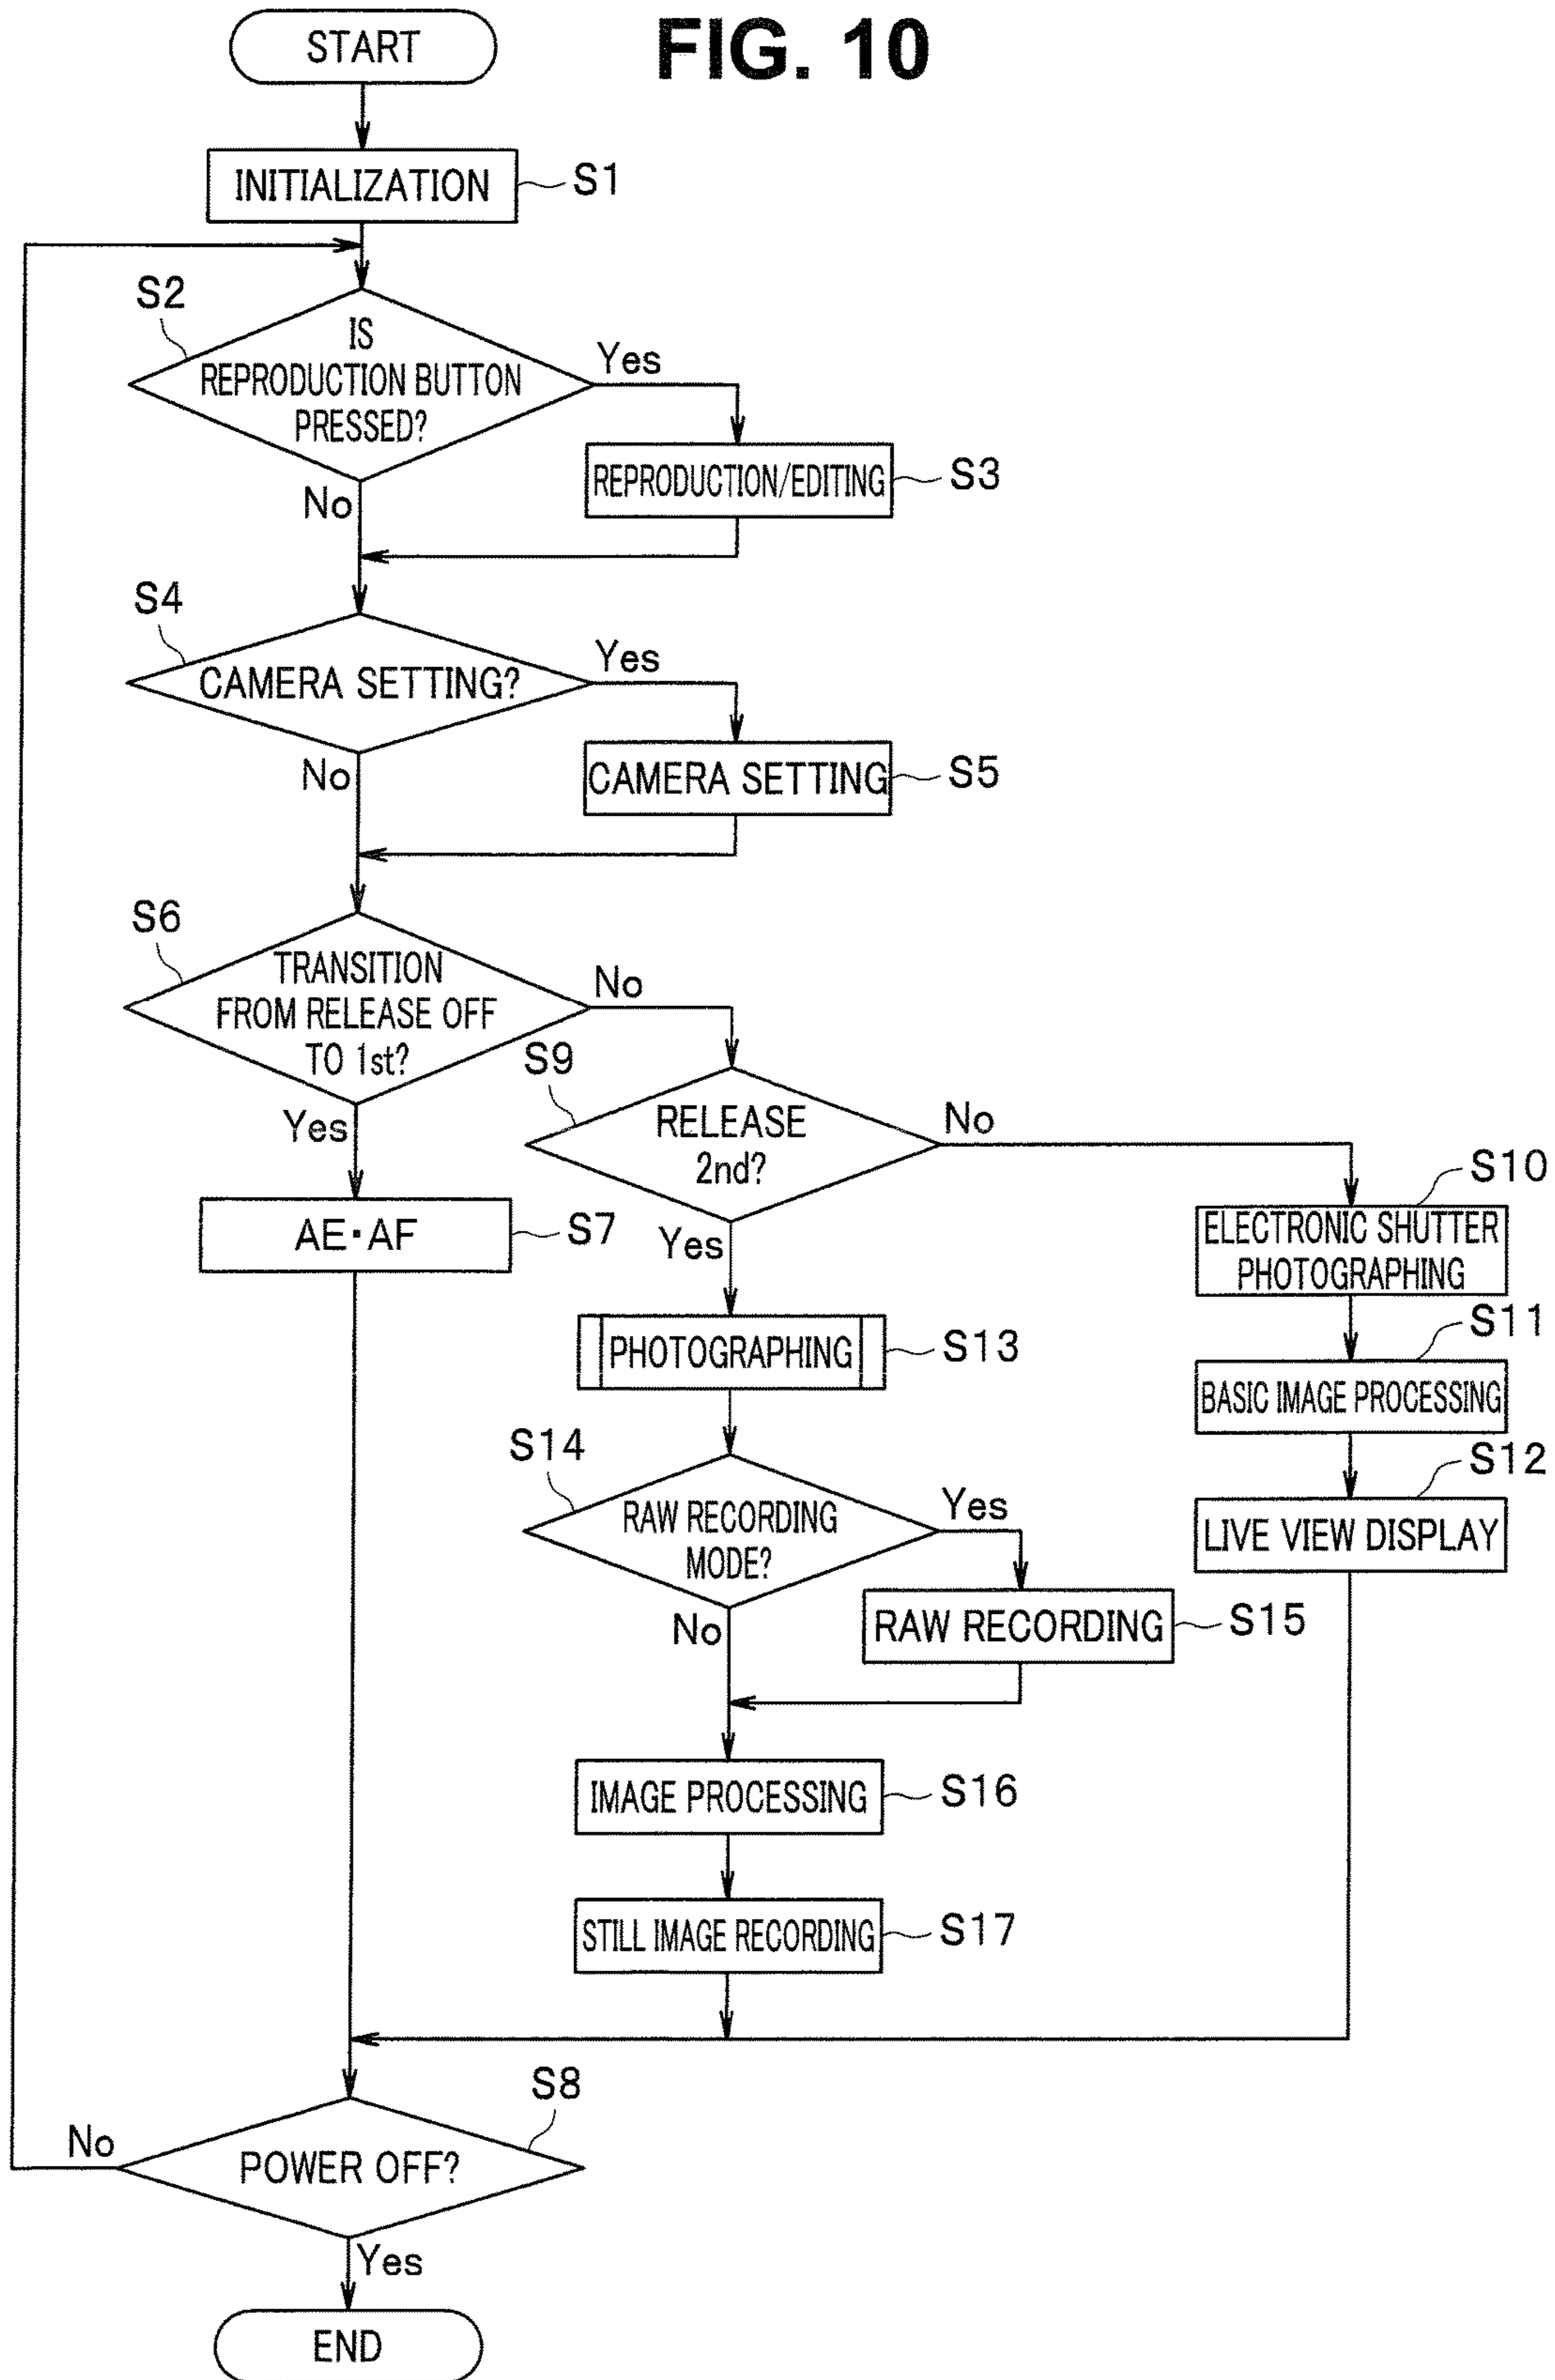 FIG. 10
START
INITIALIZATION
S1
S2
IS
REPRODUCTION BUTTON
PRESSED?
Yes
No
REPRODUCTION/EDITING
S3
S4
CAMERA SETTING?
Yes
No
CAMERA SETTING
S5
S6
TRANSITION
FROM RELEASE OFF
TO 1st?
No
Yes
AE・AF
S7
S9
RELEASE
2nd?
No
Yes
S10
ELECTRONIC SHUTTER
PHOTOGRAPHING
S11
BASIC IMAGE PROCESSING
S12
LIVE VIEW DISPLAY
PHOTOGRAPHING
S13
S14
RAW RECORDING
MODE?
Yes
No
RAW RECORDING
S15
IMAGE PROCESSING
S16
STILL IMAGE RECORDING
S17
S8
POWER OFF?
No
Yes
END